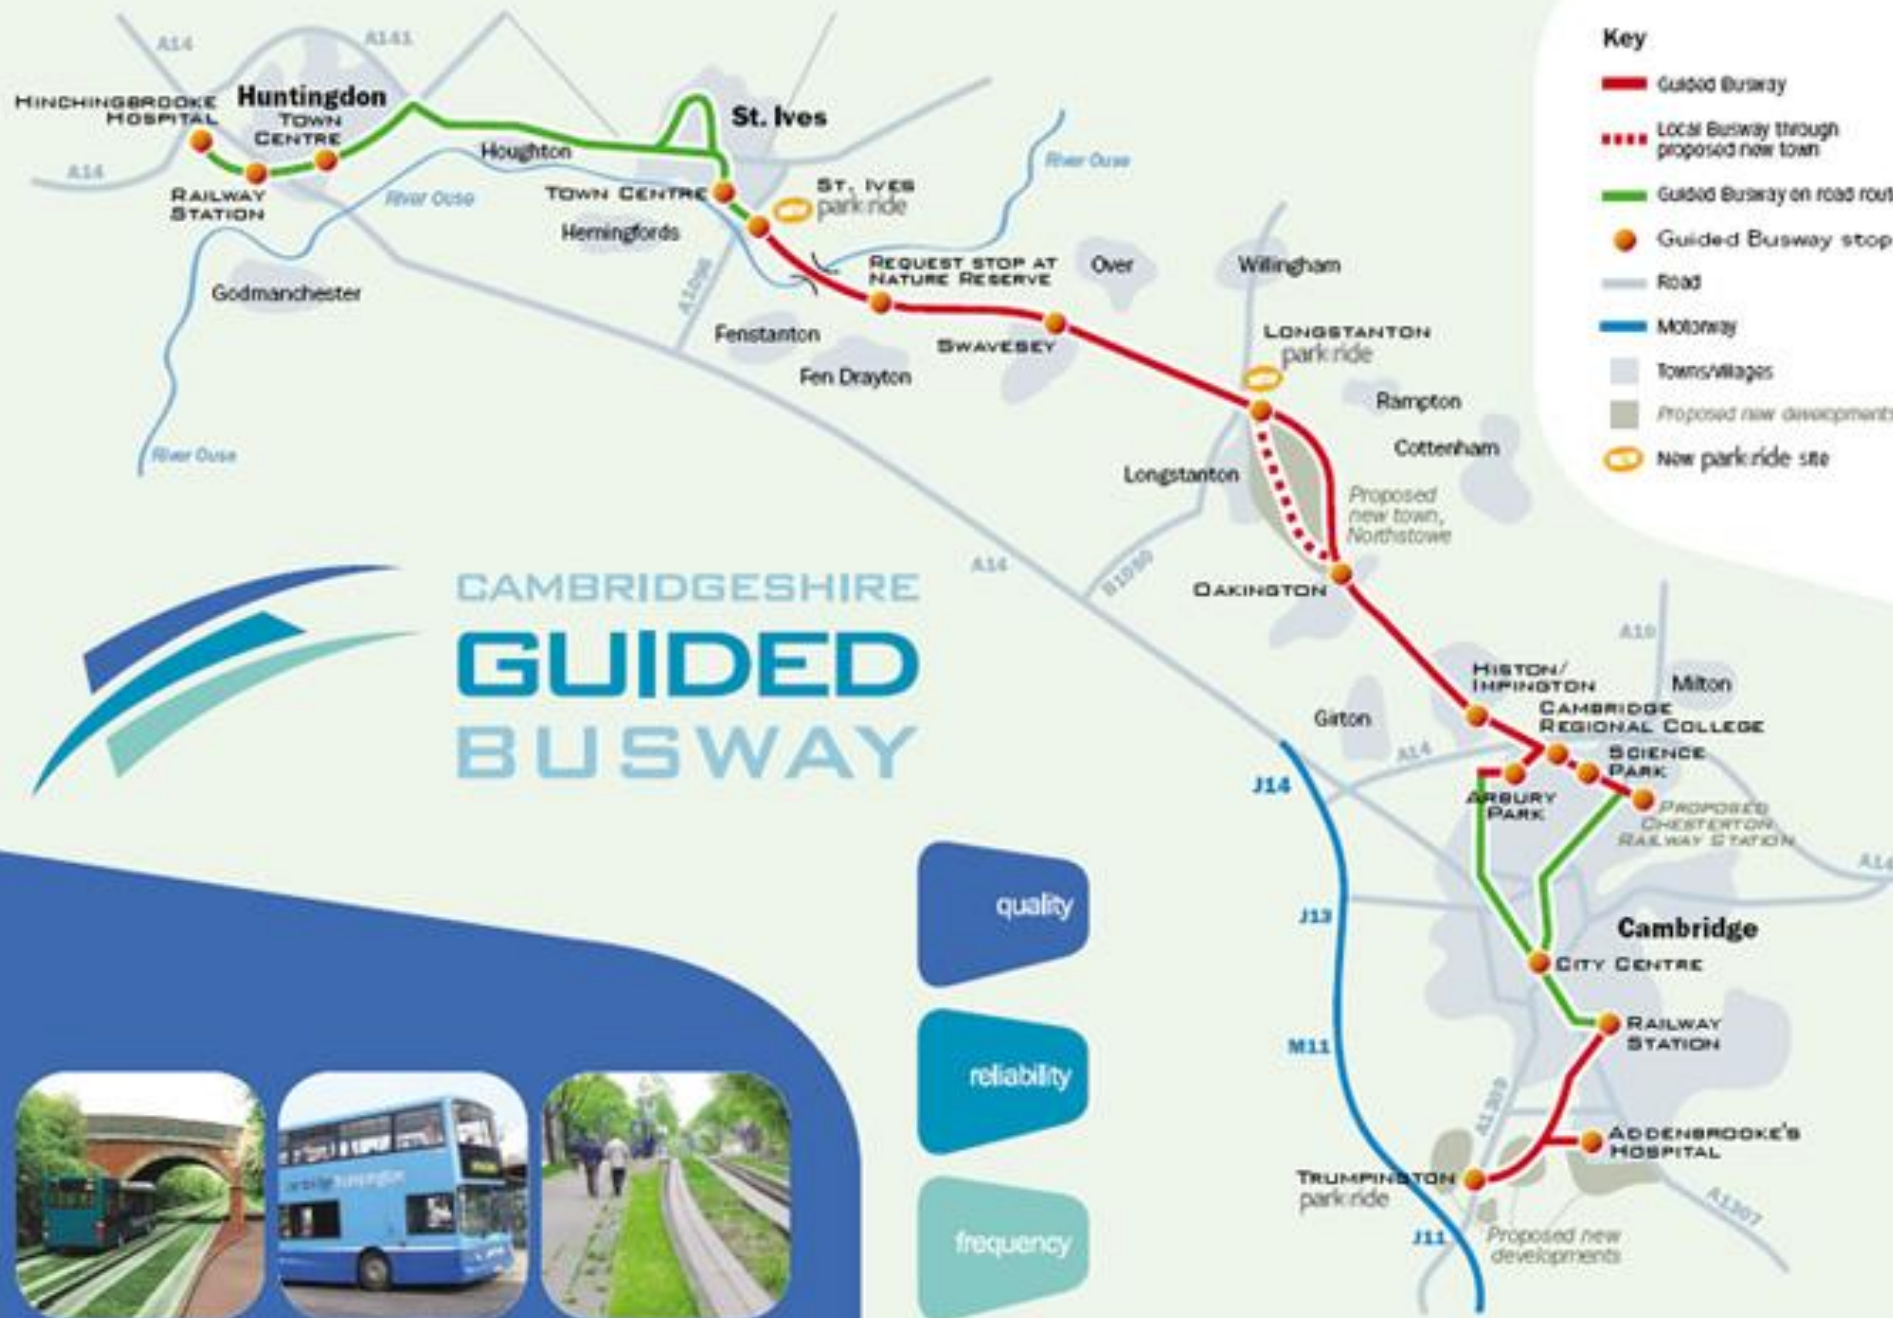 A14
A141
HINCHINGBROOKE
HOSPITAL
Huntingdon
TOWN
CENTRE
A14
RAILWAY
STATION
Houghton
River Ouse
Godmanchester
River Ouse
St. Ives
TOWN CENTRE
ST. IVES
park:ride
Hemingfords
A1096
River Ouse
REQUEST STOP AT
NATURE RESERVE
Over
Willingham
Fenstanton
SWAVESEY
Fen Drayton
LONGSTANTON
park:ride
Rampton
Cottenham
Longstanton
Proposed
new town,
Northstowe
A14
B1050
OAKINGTON
A10
HISTON/
IMPINGTON
Milton
Girton
CAMBRIDGE
REGIONAL COLLEGE
A14
SCIENCE
PARK
J14
ARBURY
PARK
PROPOSED
CHESTERTON
RAILWAY STATION
A14
J13
Cambridge
CITY CENTRE
M11
RAILWAY
STATION
A1309
ADDENBROOKE'S
HOSPITAL
TRUMPINGTON
park:ride
A1307
J11
Proposed new
developments
Key
Guided Busway
Local Busway through
proposed new town
Guided Busway on road rout
Guided Busway stop
Road
Motorway
Towns/Villages
Proposed new developments
New park:ride site
CAMBRIDGESHIRE
GUIDED
BUSWAY
quality
reliability
frequency